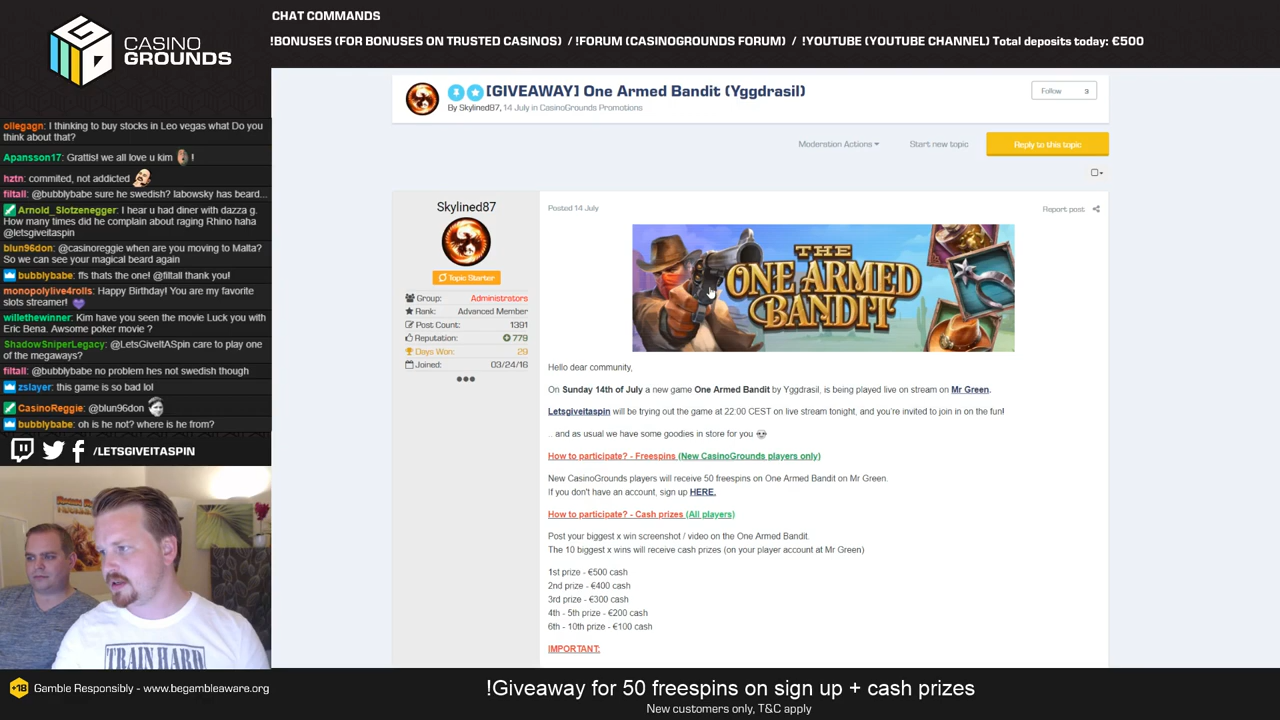 CHAT COMMANDS
!BONUSES (FOR BONUSES ON TRUSTED CASINOS) / !FORUM (CASINOGROUNDS FORUM) / !YOUTUBE (YOUTUBE CHANNEL) Total deposits today: €500
CASINO
GROUNDS
[GIVEAWAY] One Armed Bandit (Yggdrasil)
By Skylined87, 14 July in CasinoGrounds Promotions
Follow 3
Moderation Actions
Start new topic
Reply to this topic
ollegagn: I thinking to buy stocks in Leo vegas what Do you
think about that?
Apansson17: Grattis! we all love u kim !
hztn: commited, not addicted
filtall: @bubblybabe sure he swedish? labowsky has beard...
Arnold_Slotzenegger: I hear u had diner with dazza g.
How many times did he complain about raging Rhino haha
@letsgiveitaspin
blun96don: @casinoreggie when are you moving to Malta?
So we can see your magical beard again
bubblybabe: ffs thats the one! @filtall thank you!
monopolylive4rolls: Happy Birthday! You are my favorite
slots streamer!
willethewinner: Kim have you seen the movie Luck you with
Eric Bena. Awsome poker movie ?
ShadowSniperLegacy: @LetsGiveItASpin care to play one
of the megaways?
filtall: @bubblybabe no problem hes not swedish though
zslayer: this game is so bad lol
CasinoReggie: @blun96don
bubblybabe: oh is he not? where is he from?
/LETSGIVEITASPIN
Skylined87
Topic Starter
Group: Administrators
Rank: Advanced Member
Post Count: 1391
Reputation: 779
Days Won: 29
Joined: 03/24/16
Posted 14 July
Report post
THE
ONE ARMED
BANDIT
Hello dear community,
On Sunday 14th of July a new game One Armed Bandit by Yggdrasil, is being played live on stream on Mr Green.
Letsgiveitaspin will be trying out the game at 22:00 CEST on live stream tonight, and you're invited to join in on the fun!
.. and as usual we have some goodies in store for you
How to participate? - Freespins (New CasinoGrounds players only)
New CasinoGrounds players will receive 50 freespins on One Armed Bandit on Mr Green.
If you don't have an account, sign up HERE.
How to participate? - Cash prizes (All players)
Post your biggest x win screenshot / video on the One Armed Bandit.
The 10 biggest x wins will receive cash prizes (on your player account at Mr Green)
1st prize - €500 cash
2nd prize - €400 cash
3rd prize - €300 cash
4th - 5th prize - €200 cash
6th - 10th prize - €100 cash
IMPORTANT:
TRAIN HARD
+18 Gamble Responsibly - www.begambleaware.org
!Giveaway for 50 freespins on sign up + cash prizes
New customers only, T&C apply